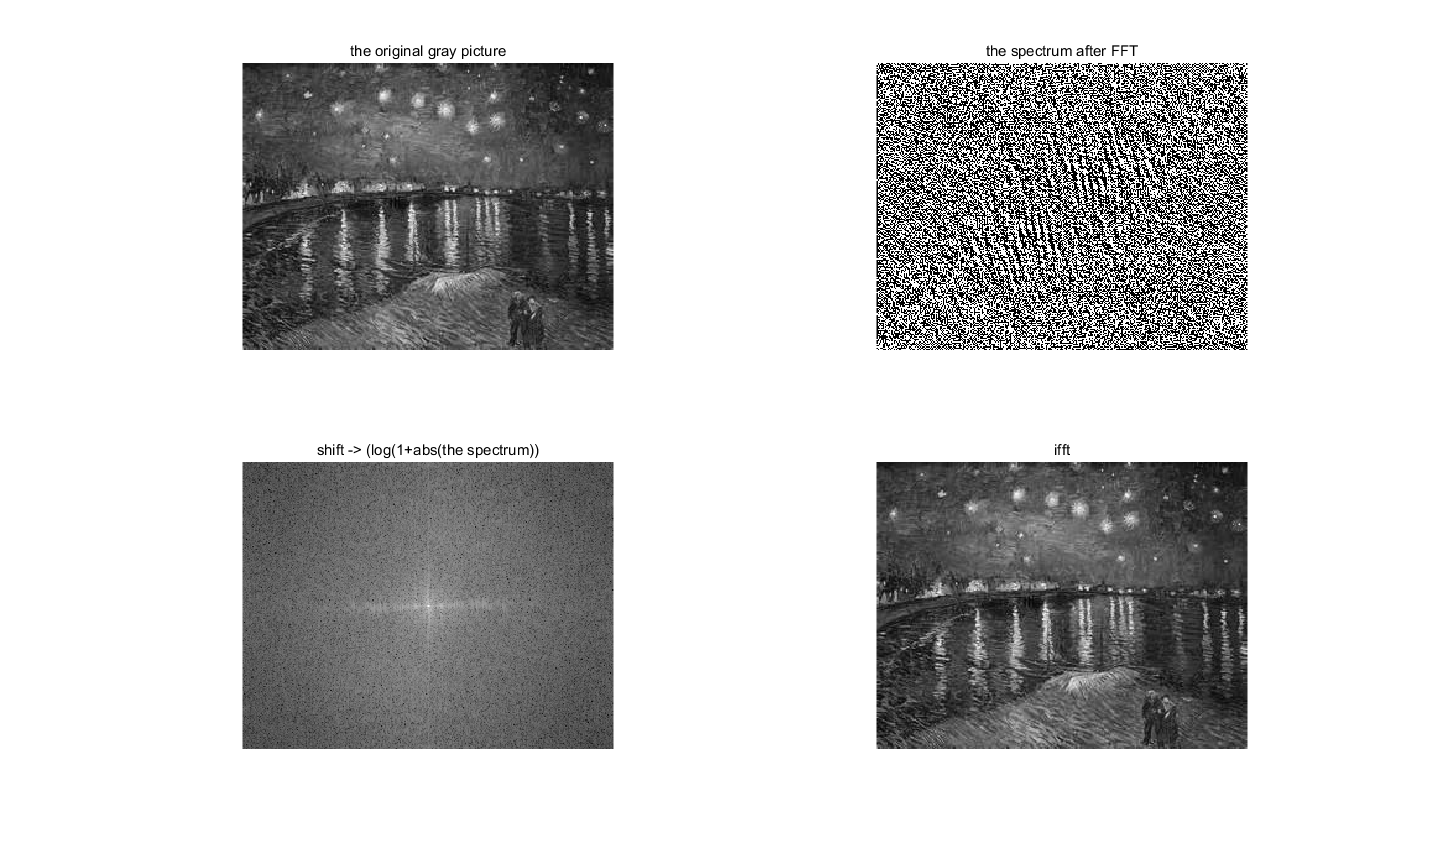 the original gray picture
the spectrum after FFT
shift -> (log(1+abs(the spectrum))
ifft